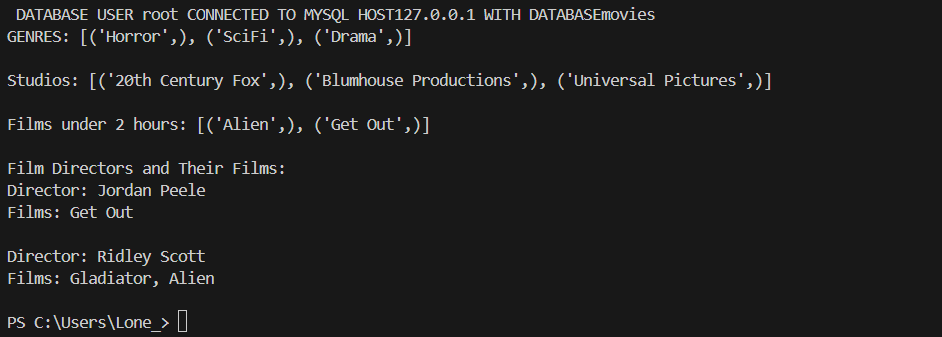 DATABASE USER root CONNECTED TO MYSQL HOST127.0.0.1 WITH DATABASEmovies
GENRES: [('Horror',), ('SciFi',), ('Drama',)]
Studios: [('20th Century Fox',), ('Blumhouse Productions',), ('Universal Pictures',)]
Films under 2 hours: [('Alien',), ('Get Out',)]
Film Directors and Their Films:
Director: Jordan Peele
Films: Get Out
Director: Ridley Scott
Films: Gladiator, Alien
PS C:\Users\Lone_>